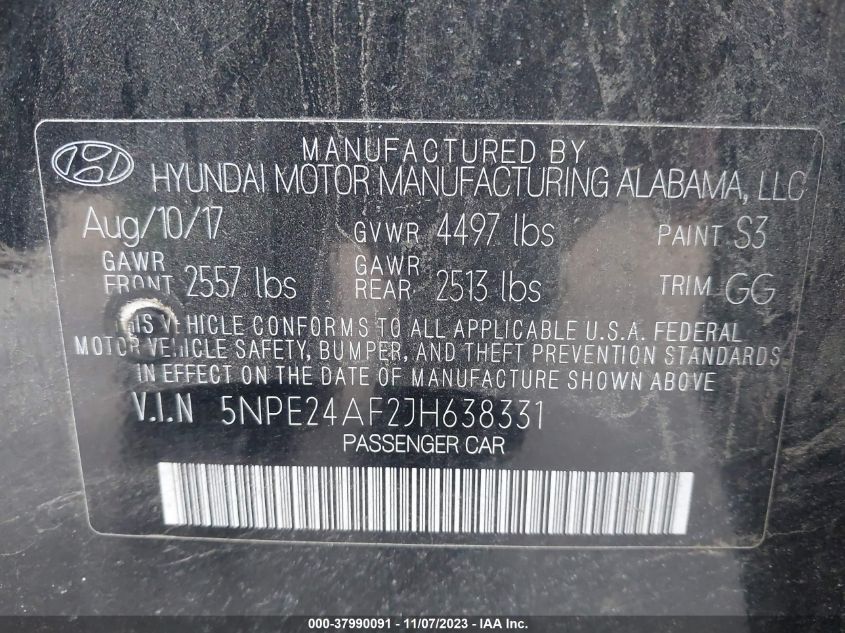 MANUFACTURED BY
HYUNDAI MOTOR MANUFACTURING ALABAMA, LLC
Aug/10/17 GVWR 4497 lbs PAINT S3
GAWR FRONT 2557 lbs GAWR REAR 2513 lbs TRIM GG
IS VEHICLE CONFORMS TO ALL APPLICABLE U.S.A. FEDERAL
MOTOR VEHICLE SAFETY, BUMPER, AND THEFT PREVENTION STANDARDS
IN EFFECT ON THE DATE OF MANUFACTURE SHOWN ABOVE
V.I.N 5NPE24AF2JH638331
PASSENGER CAR
000-37990091 - 11/07/2023 - IAA Inc.